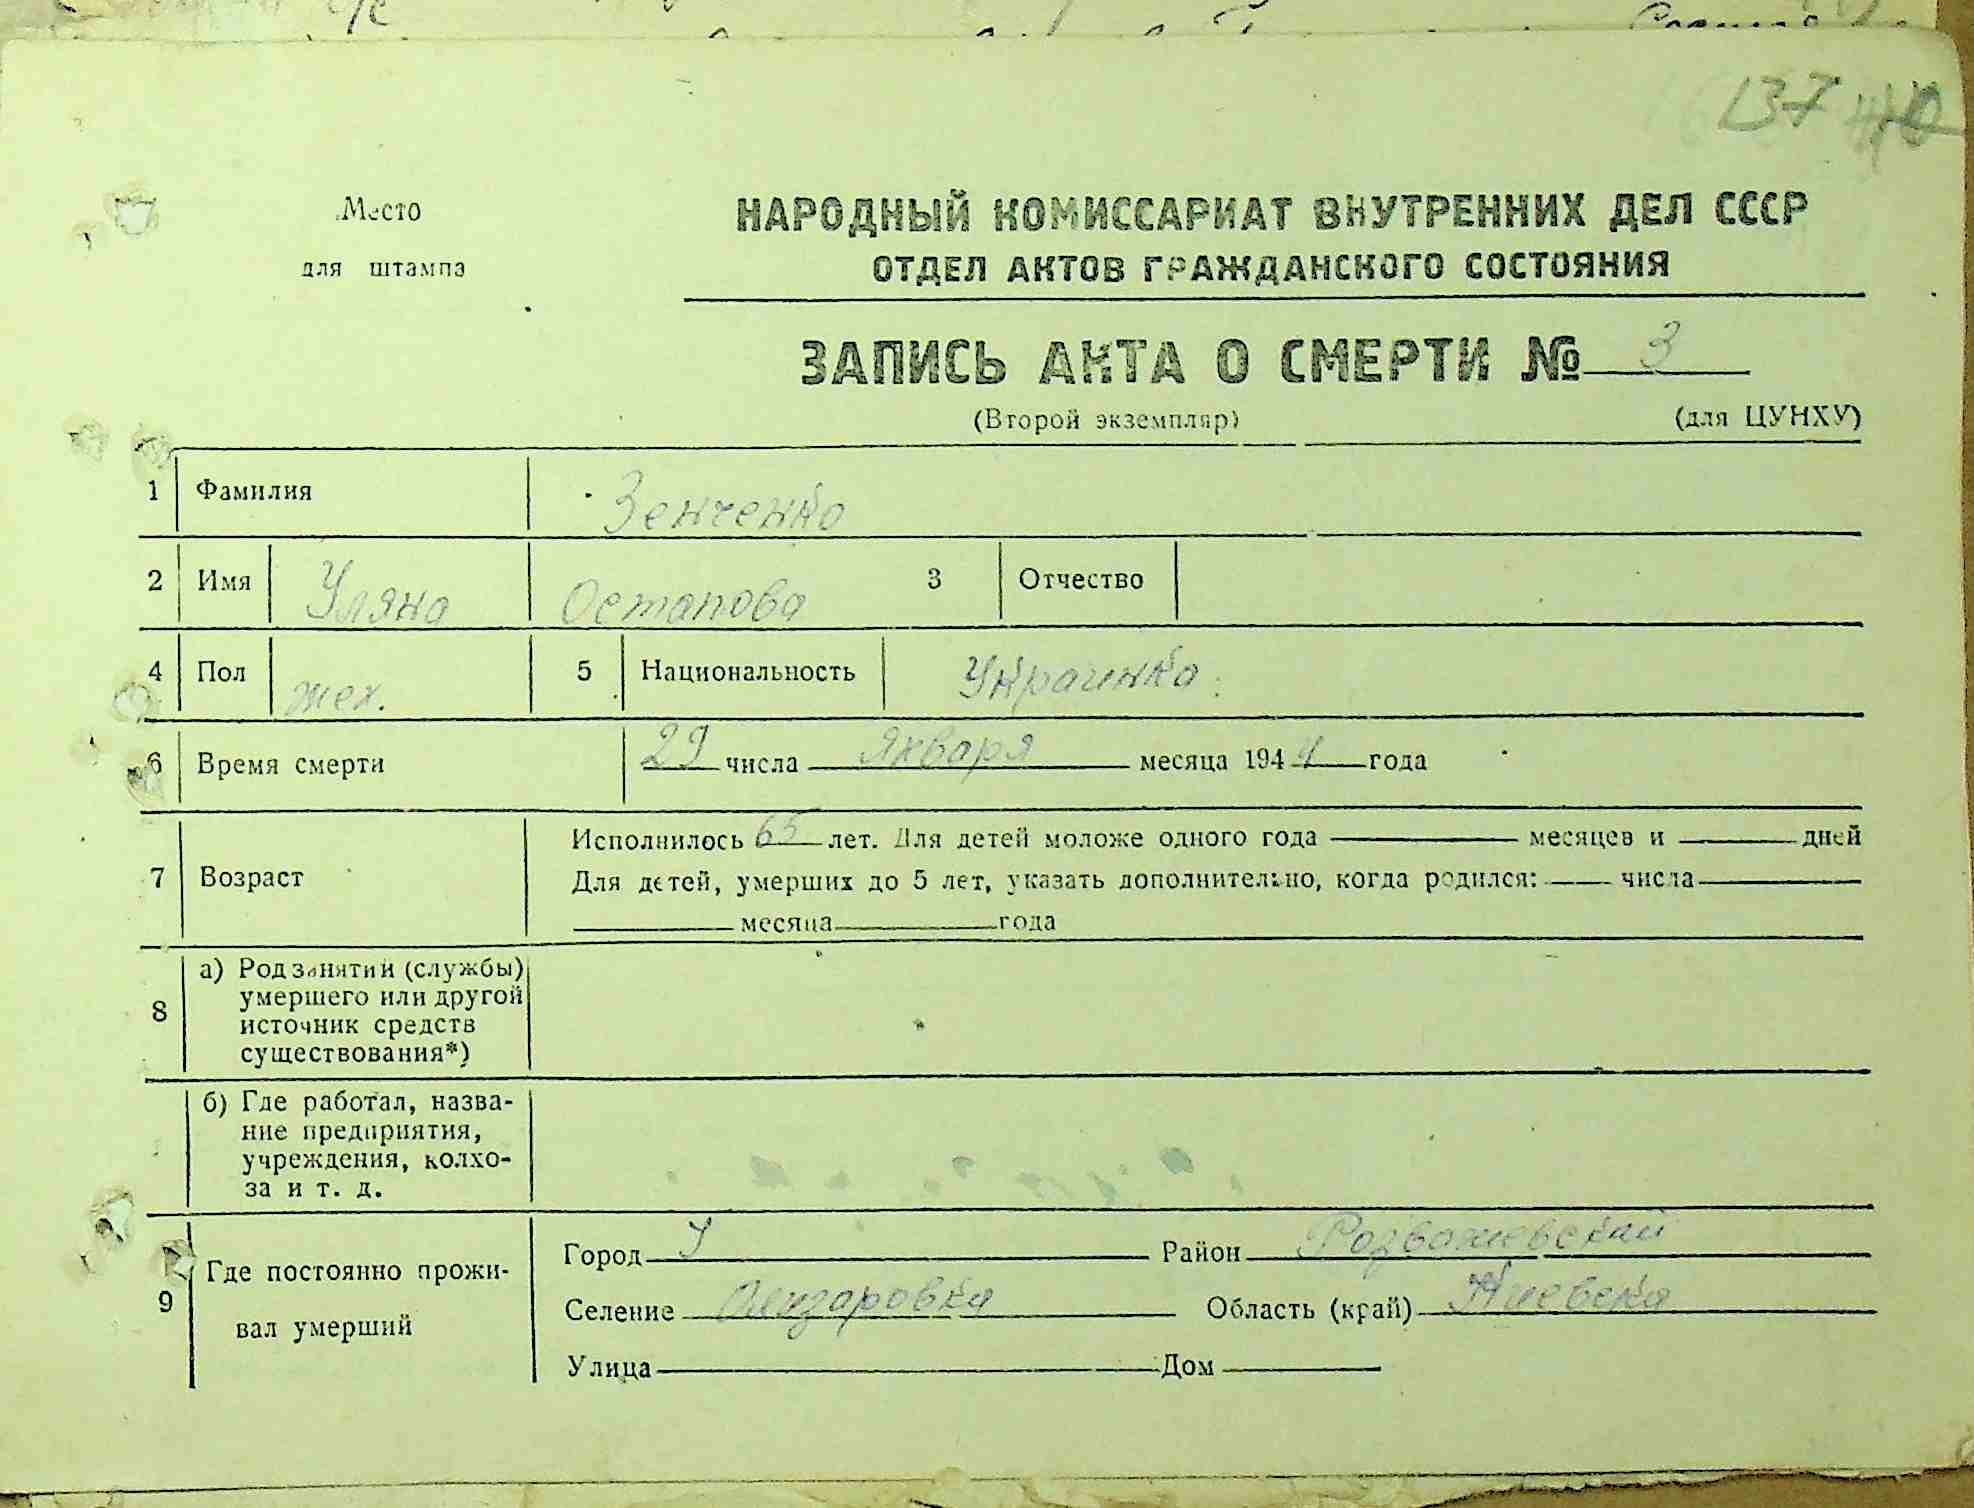 137
Место
для штампа
НАРОДНЫЙ КОМИССАРИАТ ВНУТРЕННИХ ДЕЛ СССР
ОТДЕЛ АКТОВ ГРАЖДАНСКОГО СОСТОЯНИЯ
ЗАПИСЬ АКТА О СМЕРТИ № 3
(Второй экземпляр) (для ЦУНХУ)
1 Фамилия Зенченко
2 Имя Уляна Остапова 3 Отчество
4 Пол жен. 5 Национальность Украинка.
6 Время смерти 29 числа Января месяца 1944 года
7 Возраст
Исполнилось 65 лет. Для детей моложе одного года месяцев и дней
Для детей, умерших до 5 лет, указать дополнительно, когда родился: числа
месяца года
8 а) Род занятий (службы)
умершего или другой
источник средств
существования*)
б) Где работал, назва-
ние предприятия,
учреждения, колхо-
за и т. д.
9 Где постоянно прожи-
вал умерший
Город Район Розважевский
Селение Олизаровка Область (край) Киевска
Улица Дом